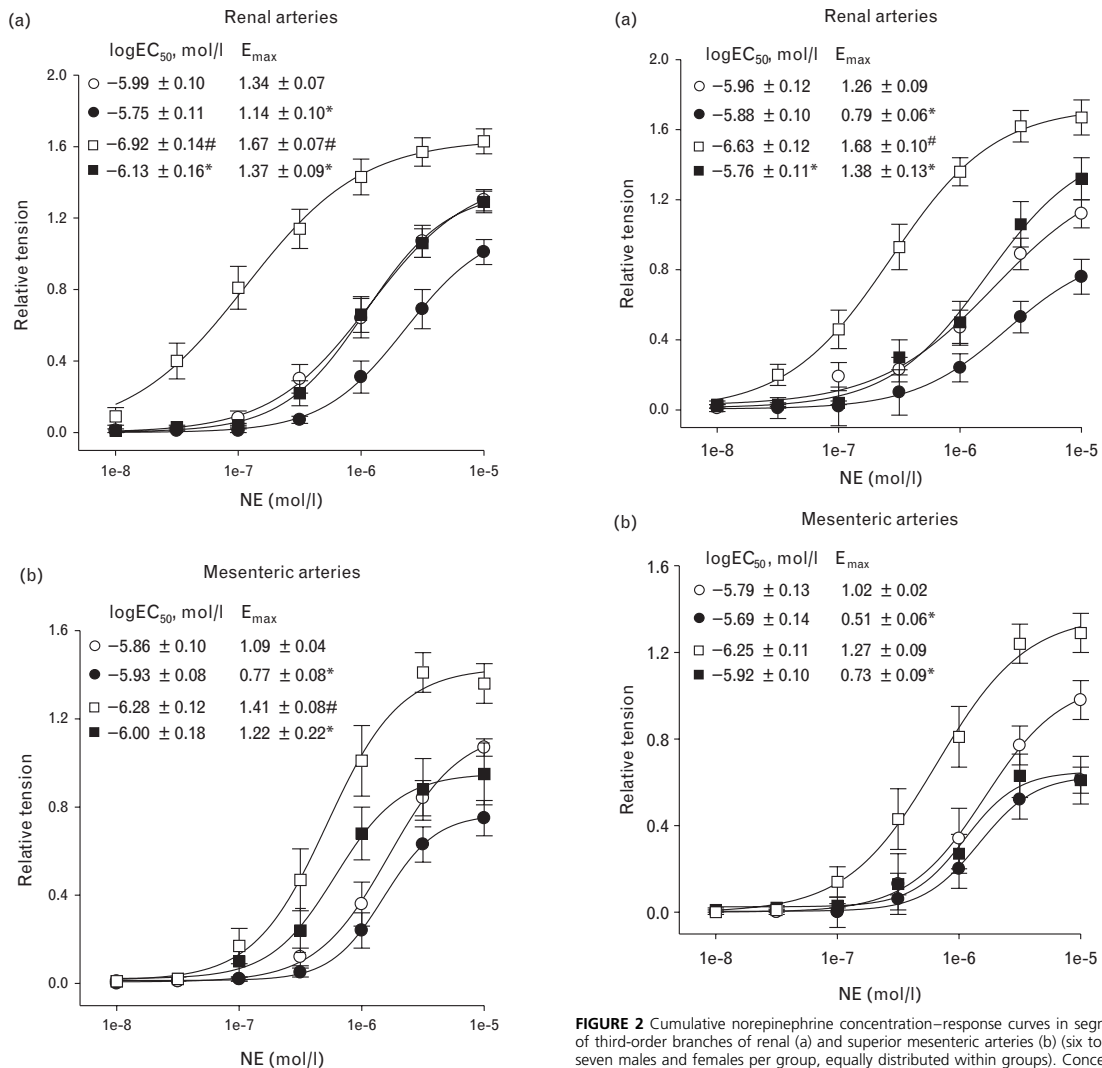 (a)
Renal arteries
logEC50, mol/l Emax
2.0
−5.99 ± 0.10 1.34 ± 0.07
−5.75 ± 0.11 1.14 ± 0.10*
1.6
−6.92 ± 0.14# 1.67 ± 0.07#
−6.13 ± 0.16* 1.37 ± 0.09*
Relative tension
1.2
0.8
0.4
0.0
1e-8 1e-7 1e-6 1e-5
NE (mol/l)
(b)
Mesenteric arteries
logEC50, mol/l Emax
1.6
−5.86 ± 0.10 1.09 ± 0.04
−5.93 ± 0.08 0.77 ± 0.08*
−6.28 ± 0.12 1.41 ± 0.08#
−6.00 ± 0.18 1.22 ± 0.22*
Relative tension
1.2
0.8
0.4
0.0
1e-8 1e-7 1e-6 1e-5
NE (mol/l)
(a)
Renal arteries
logEC50, mol/l Emax
2.0
−5.96 ± 0.12 1.26 ± 0.09
−5.88 ± 0.10 0.79 ± 0.06*
1.6
−6.63 ± 0.12 1.68 ± 0.10#
−5.76 ± 0.11* 1.38 ± 0.13*
Relative tension
1.2
0.8
0.4
0.0
1e-8 1e-7 1e-6 1e-5
NE (mol/l)
(b)
Mesenteric arteries
logEC50, mol/l Emax
1.6
−5.79 ± 0.13 1.02 ± 0.02
−5.69 ± 0.14 0.51 ± 0.06*
−6.25 ± 0.11 1.27 ± 0.09
−5.92 ± 0.10 0.73 ± 0.09*
Relative tension
1.2
0.8
0.4
0.0
1e-8 1e-7 1e-6 1e-5
NE (mol/l)
FIGURE 2 Cumulative norepinephrine concentration–response curves in segr
of third-order branches of renal (a) and superior mesenteric arteries (b) (six to
seven males and females per group, equally distributed within groups). Conce